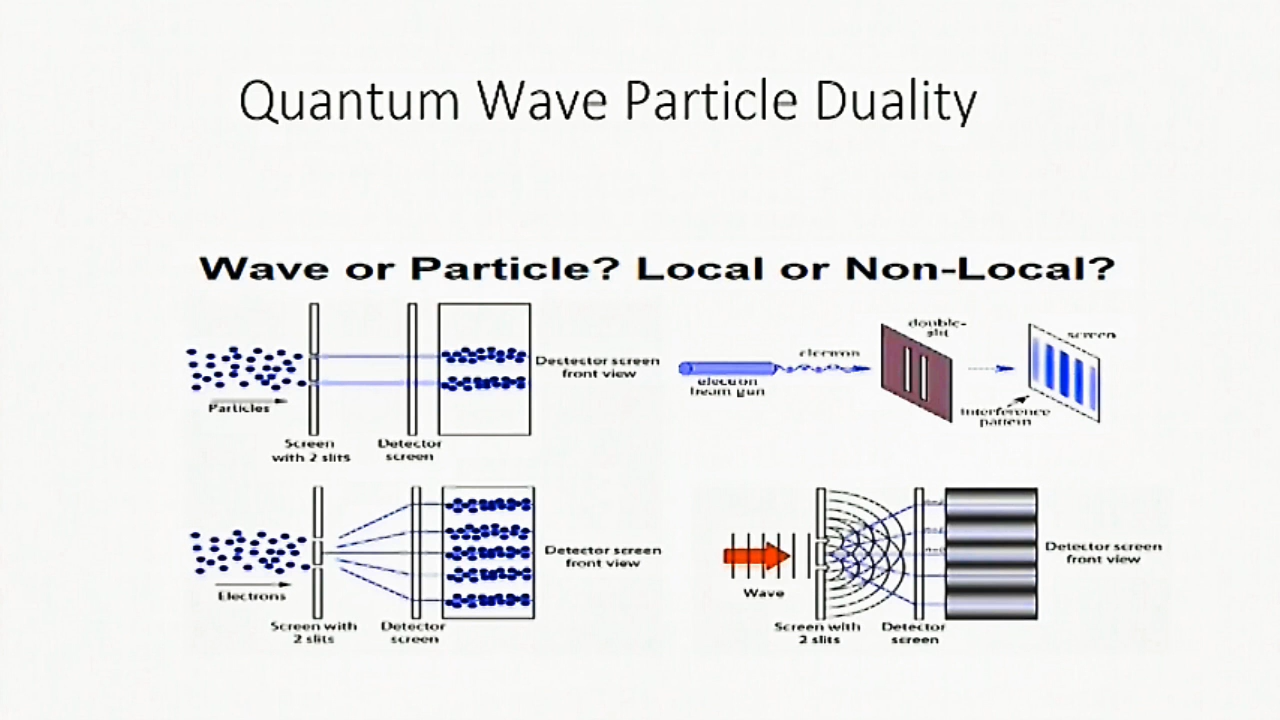 Quantum Wave Particle Duality
Wave or Particle? Local or Non-Local?
Particles
Screen
with 2 slits
Detector
screen
Dectector screen
front view
electron
beam gun
electron
double-
slit
screen
Interference
pattern
Electrons
Screen with
2 slits
Detector
screen
Detector screen
front view
Wave
Screen with
2 slits
Detector
screen
Detector screen
front view